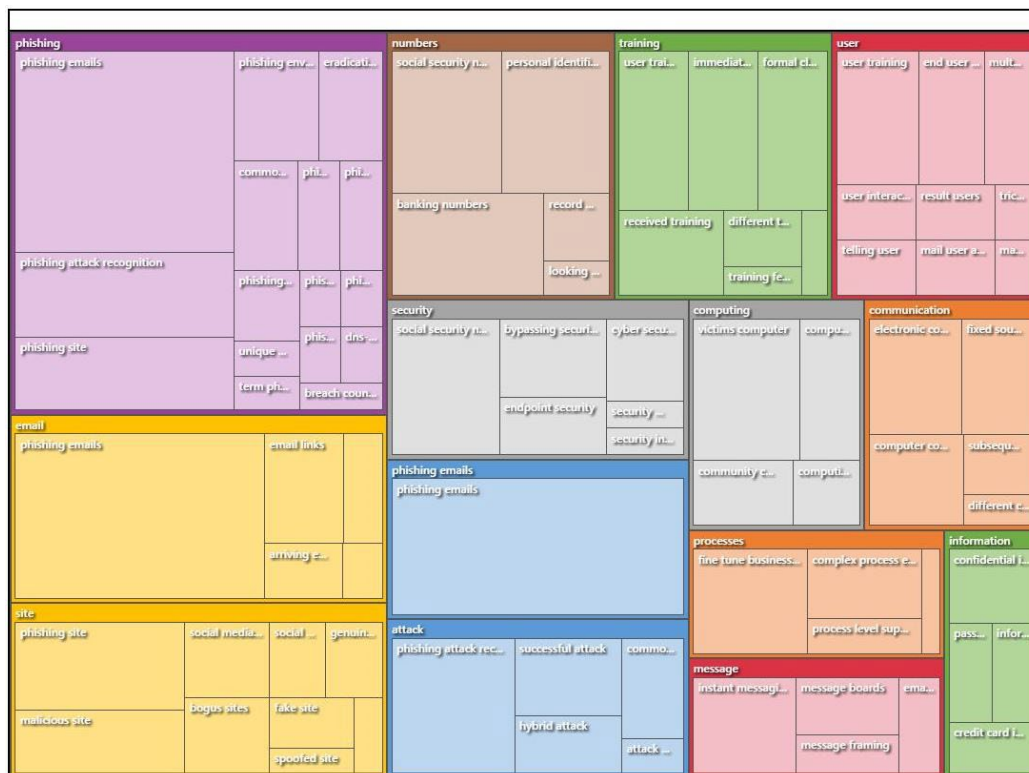 phishing
phishing emails
phishing env...
eradicati...
commo...
phi...
phi...
phishing attack recognition
phishing...
phis...
phi...
phishing site
unique ...
phis...
dns-...
term ph...
breach coun...
email
phishing emails
email links
arriving e...
site
phishing site
social media...
social ...
genuin...
malicious site
bogus sites
fake site
spoofed site
numbers
social security n...
personal identifi...
banking numbers
record ...
looking ...
security
social security n...
bypassing securi...
cyber secu...
endpoint security
security ...
security in...
phishing emails
phishing emails
attack
phishing attack rec...
successful attack
commo...
hybrid attack
attack ...
training
user trai...
immediat...
formal cl...
received training
different t...
training fe...
user
user training
end user ...
mult...
user interac...
result users
tric...
telling user
mail user a...
ma...
computing
victims computer
compu...
community c...
computi...
communication
electronic co...
fixed sou...
computer co...
subsequ...
different c...
processes
fine tune business...
complex process e...
process level sup...
information
confidential i...
pass...
infor...
credit card i...
message
instant messagi...
message boards
ema...
message framing